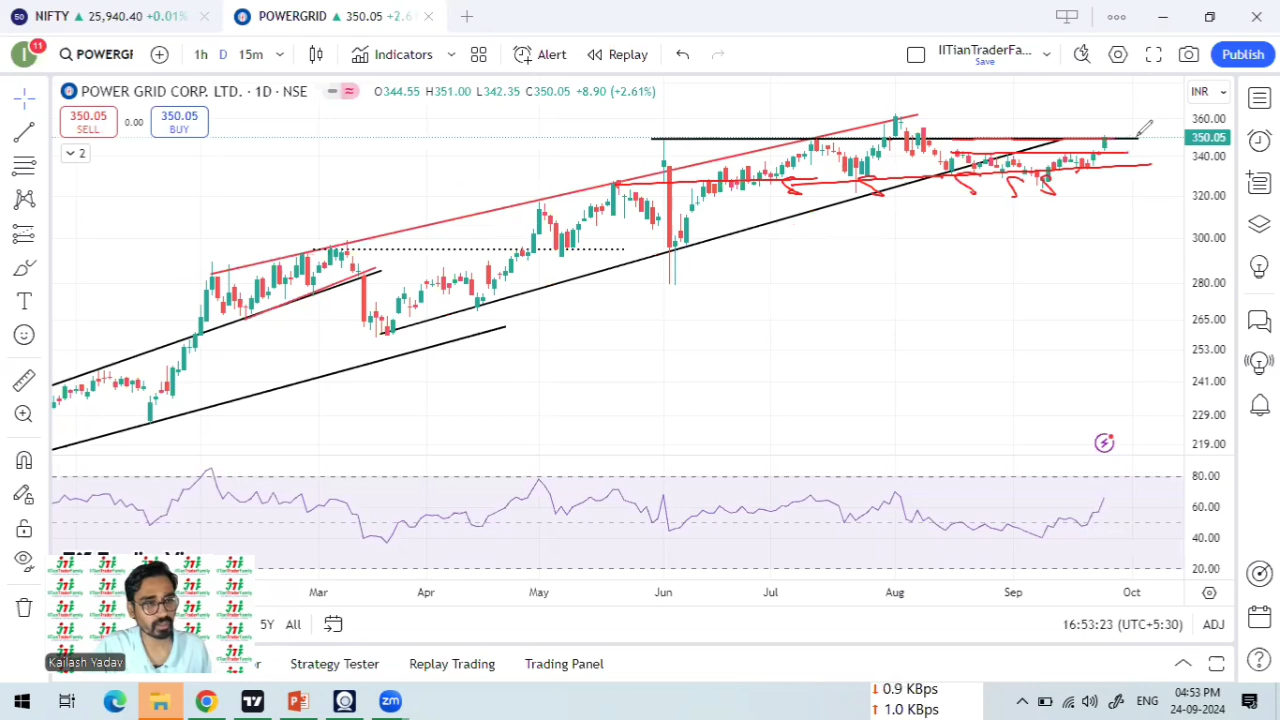 NIFTY ▲ 25,940.40 +0.01%
POWERGRID ▲ 350.05 +2.6
11
POWERGI
1h D 15m
Indicators
Alert
Replay
IITianTraderFa...
Save
Publish
POWER GRID CORP. LTD. · 1D · NSE
O344.55 H351.00 L342.35 C350.05 +8.90 (+2.61%)
INR
350.05
SELL
0.00
350.05
BUY
2
360.00
350.05
340.00
320.00
300.00
280.00
265.00
253.00
241.00
229.00
219.00
80.00
60.00
40.00
20.00
Mar Apr May Jun Jul Aug Sep Oct
5Y All
16:53:23 (UTC+5:30) ADJ
Kailash Yadav
Strategy Tester Replay Trading Trading Panel
0.9 KBps
1.0 KBps
ENG
04:53 PM
24-09-2024